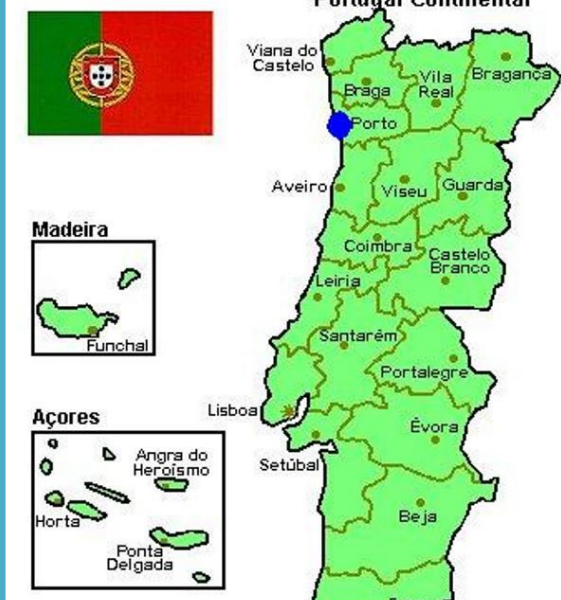 Portugal Continental
Viana do
Castelo
Braga
Vila
Real
Bragança
Porto
Aveiro
Viseu
Guarda
Madeira
Coimbra
Castelo
Branco
Leiria
Funchal
Santarém
Portalegre
Lisboa
Açores
Évora
Angra do
Heroísmo
Setúbal
Horta
Beja
Ponta
Delgada